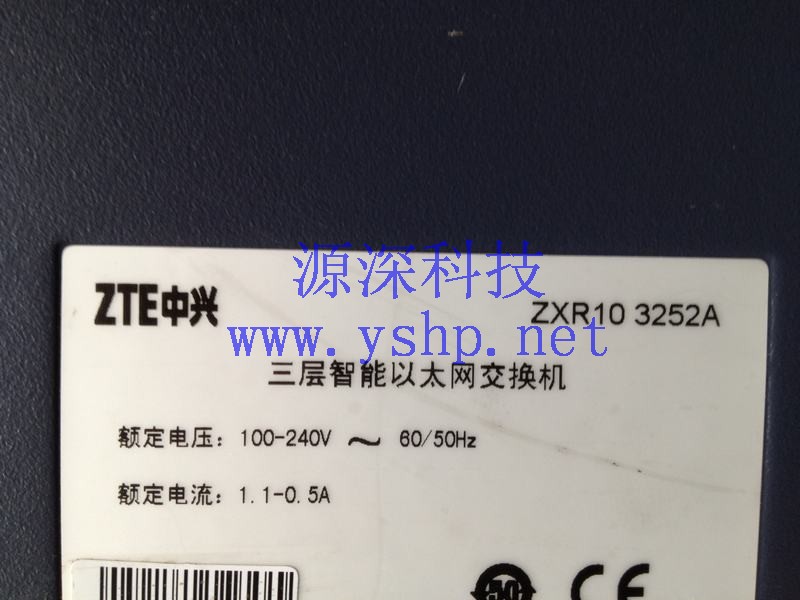 源深科技
ZTE中兴
ZXR10 3252A
www.yshp.net
三层智能以太网交换机
额定电压：100-240V ～ 60/50Hz
额定电流：1.1-0.5A
CE